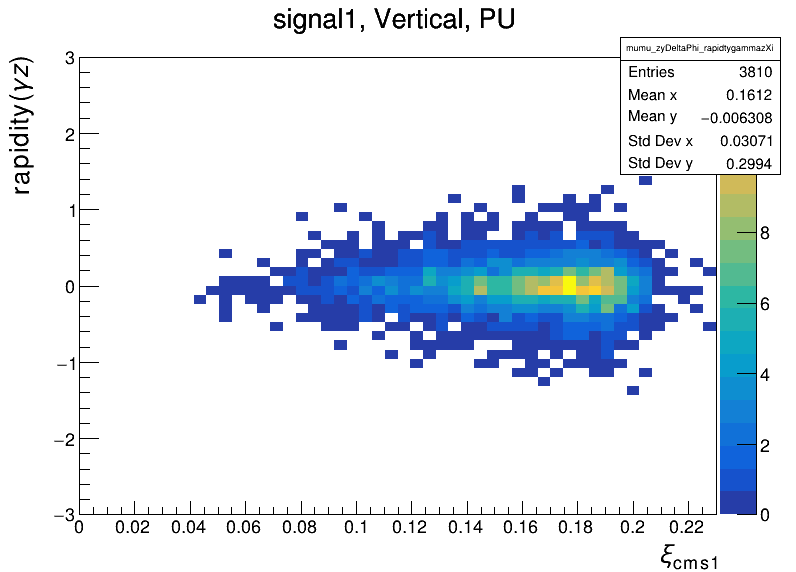 signal1, Vertical, PU
rapidity(γz)
mumu_zyDeltaPhi_rapidtygammazXi
Entries 3810
Mean x 0.1612
Mean y −0.006308
Std Dev x 0.03071
Std Dev y 0.2994
3
2
1
0
−1
−2
−3
8
6
4
2
0
0 0.02 0.04 0.06 0.08 0.1 0.12 0.14 0.16 0.18 0.2 0.22
ξcms1